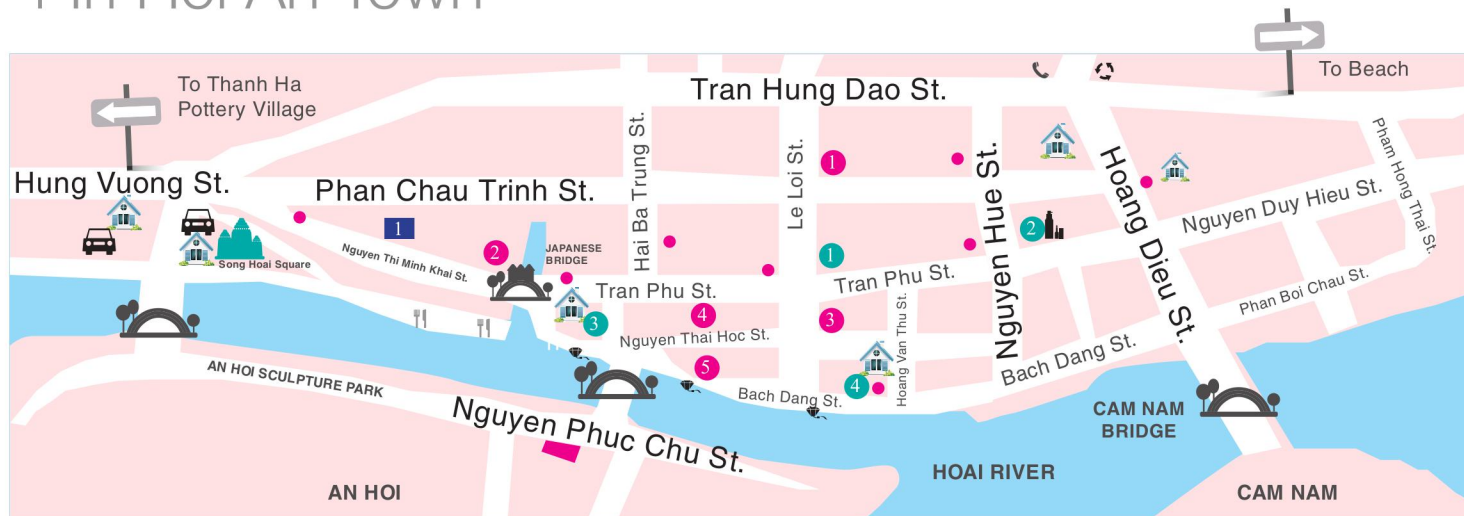 To Thanh Ha
Pottery Village
Tran Hung Dao St.
To Beach
Hung Vuong St.
Phan Chau Trinh St.
Hai Ba Trung St.
Le Loi St.
1
Nguyen Hue St.
Hoang Dieu St.
Pham Hong Thai St.
Nguyen Duy Hieu St.
1
2
JAPANESE
BRIDGE
Song Hoai Square
Nguyen Thi Minh Khai St.
1
2
Tran Phu St.
Tran Phu St.
Phan Boi Chau St.
3
4
3
Nguyen Thai Hoc St.
Hoang Van Thu St.
Bach Dang St.
5
4
Bach Dang St.
AN HOI SCULPTURE PARK
Nguyen Phuc Chu St.
CAM NAM
BRIDGE
HOAI RIVER
AN HOI
CAM NAM